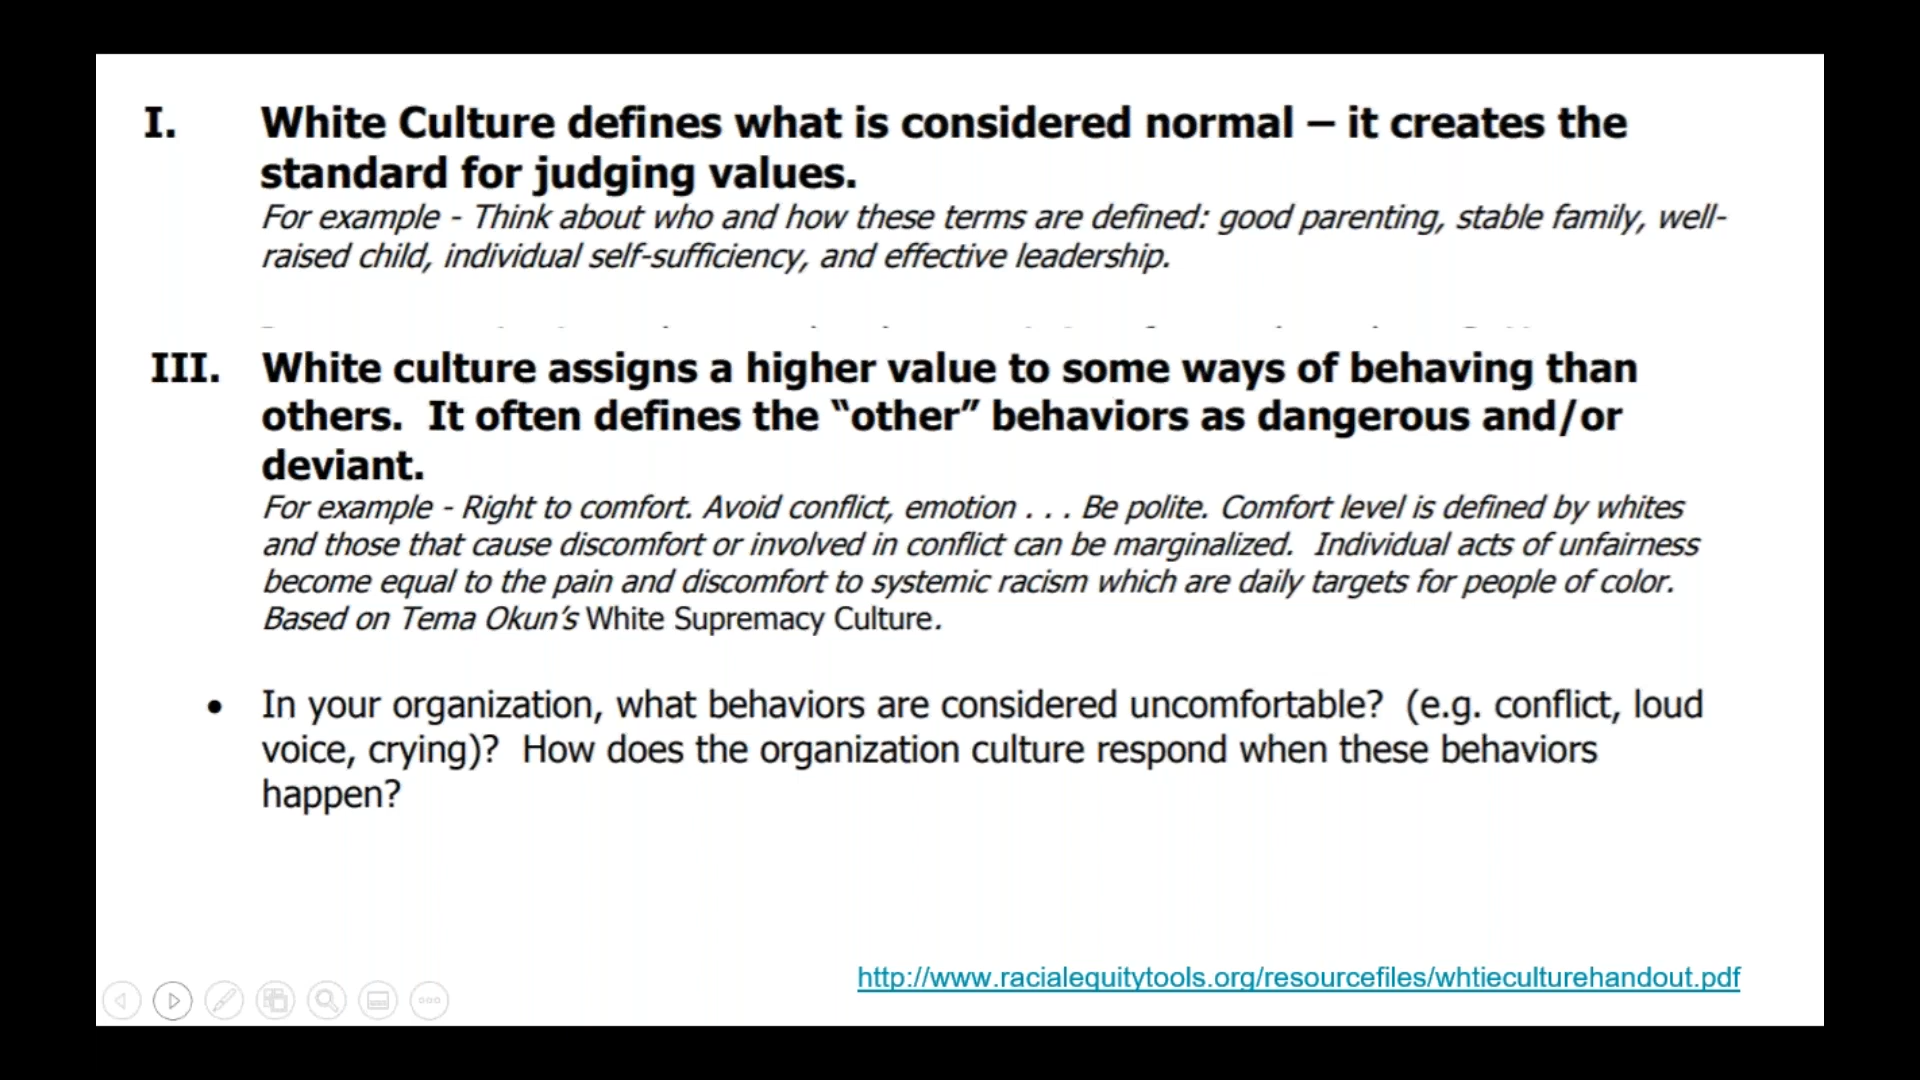 I. White Culture defines what is considered normal – it creates the
standard for judging values.
For example - Think about who and how these terms are defined: good parenting, stable family, well-
raised child, individual self-sufficiency, and effective leadership.
III. White culture assigns a higher value to some ways of behaving than
others. It often defines the “other” behaviors as dangerous and/or
deviant.
For example - Right to comfort. Avoid conflict, emotion . . . Be polite. Comfort level is defined by whites
and those that cause discomfort or involved in conflict can be marginalized. Individual acts of unfairness
become equal to the pain and discomfort to systemic racism which are daily targets for people of color.
Based on Tema Okun’s White Supremacy Culture.
• In your organization, what behaviors are considered uncomfortable? (e.g. conflict, loud
voice, crying)? How does the organization culture respond when these behaviors
happen?
http://www.racialequitytools.org/resourcefiles/whtieculturehandout.pdf